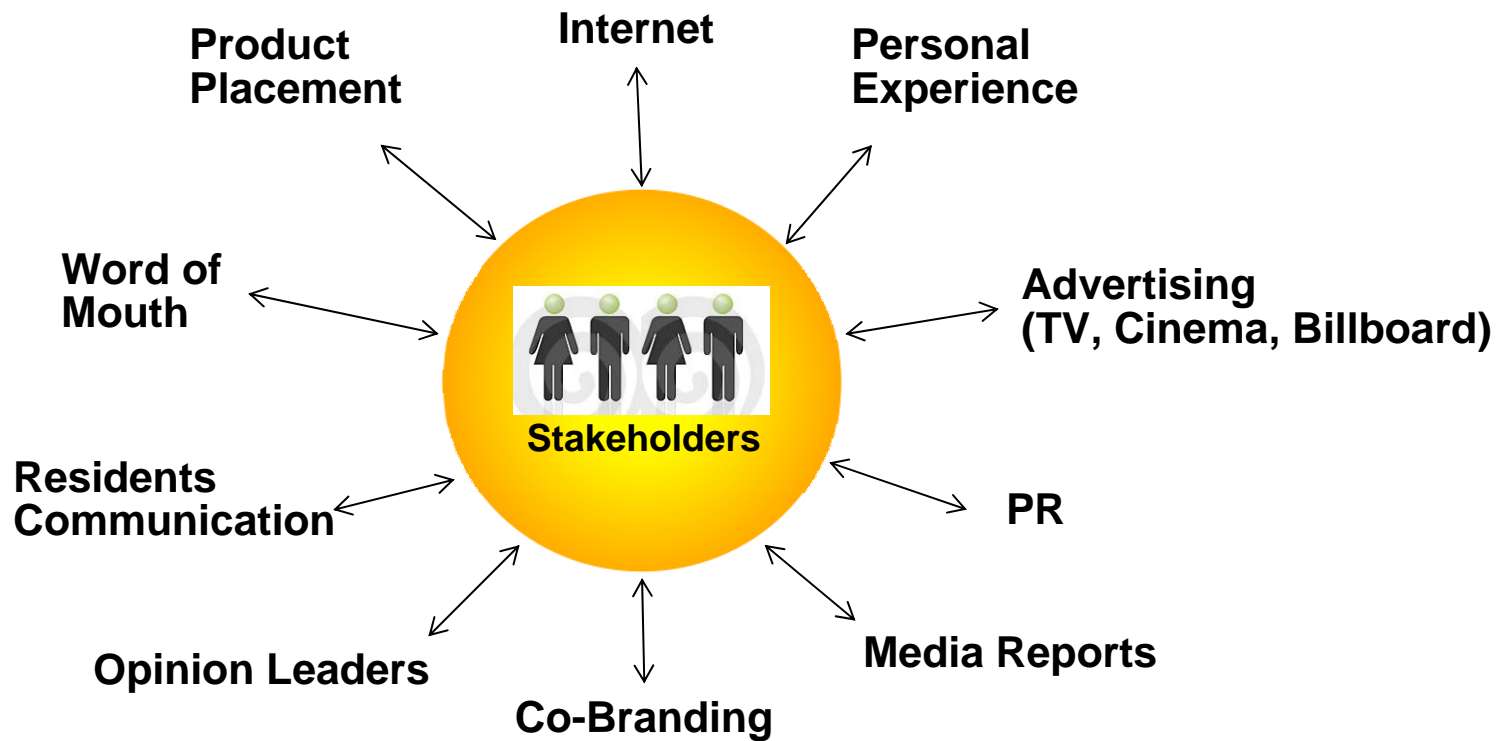 Internet
Product
Placement
Personal
Experience
Word of
Mouth
Advertising
(TV, Cinema, Billboard)
Stakeholders
Residents
Communication
PR
Opinion Leaders
Media Reports
Co-Branding